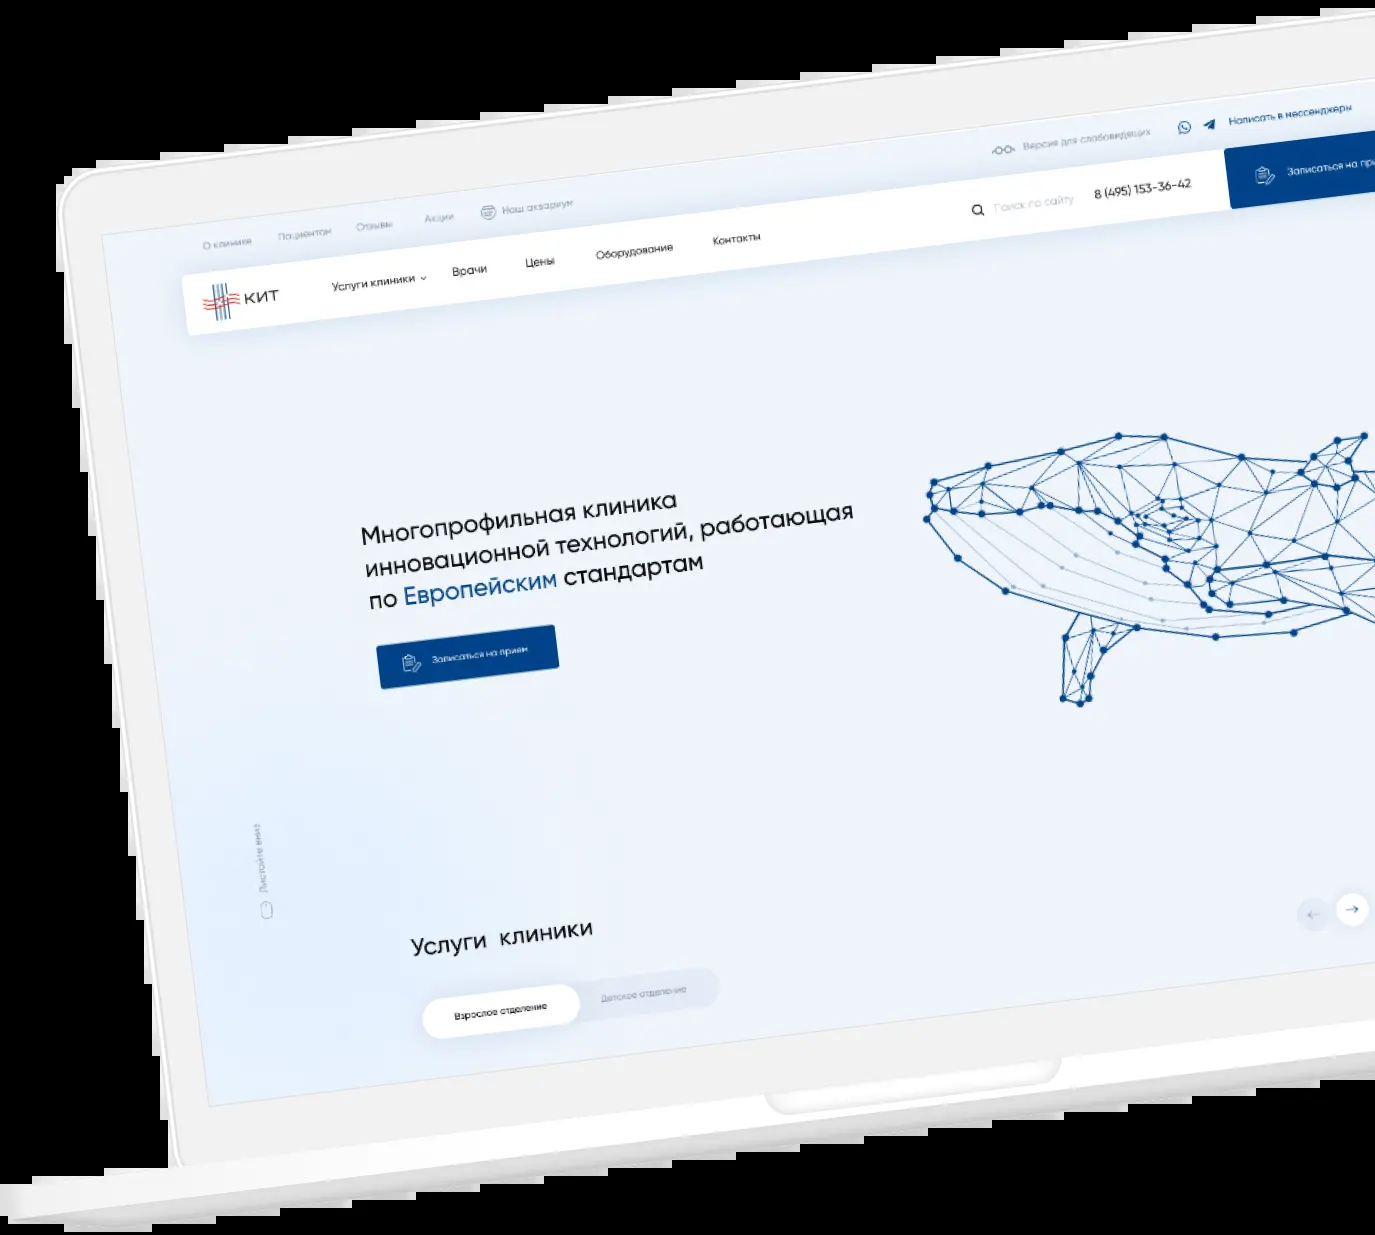 О клинике
Пациентам
Отзывы
Акции
Наш аквариум
Версия для слабовидящих
Написать в мессенджеры
КИТ
Услуги клиники
Врачи
Цены
Оборудование
Контакты
Поиск по сайту
8 (495) 153-36-42
Записаться на
Многопрофильная клиника
инновационной технологий, работающая
по Европейским стандартам
Записаться на прием
Листайте вниз
Услуги клиники
Взрослое отделение
Детское отделение